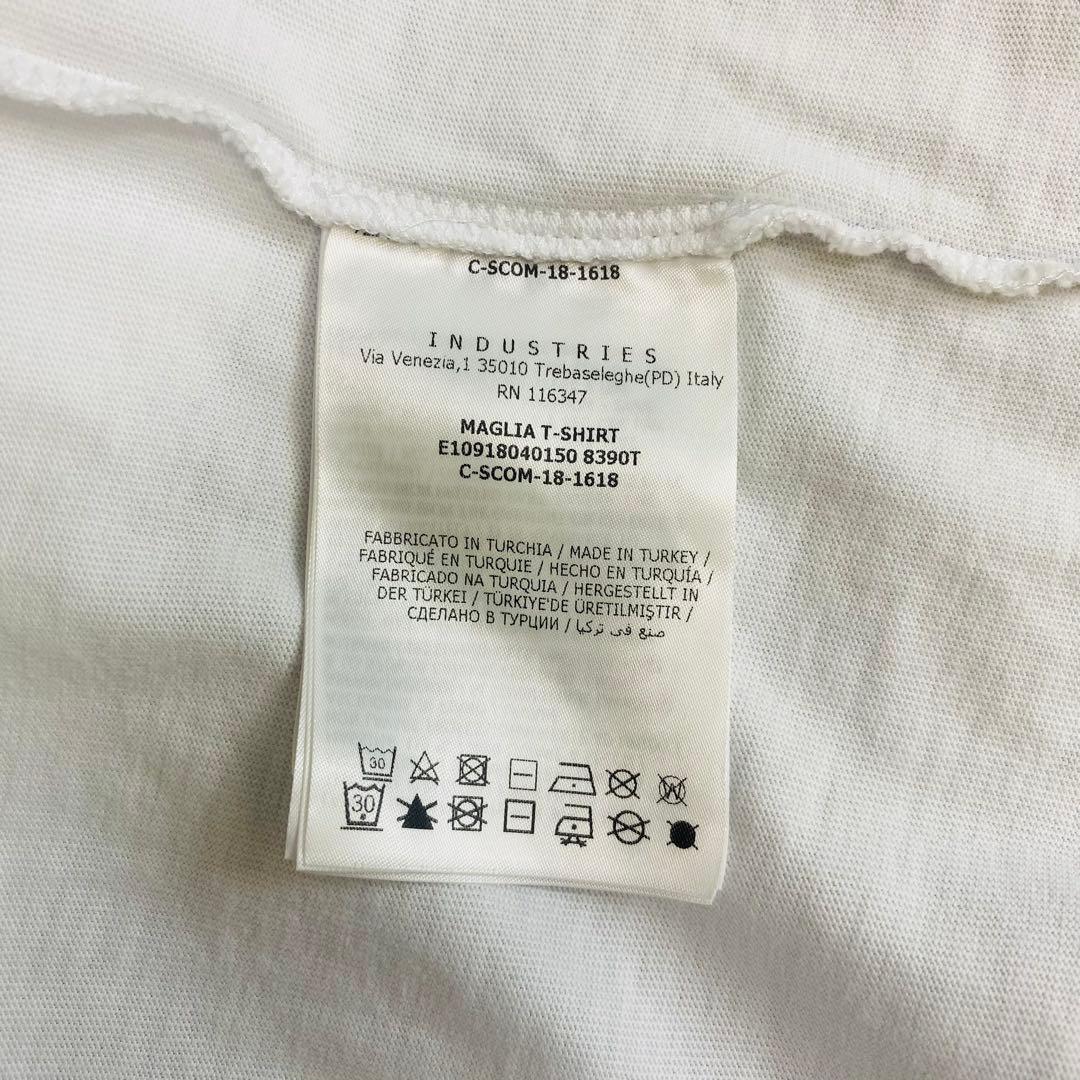 C-SCOM-18-1618
INDUSTRIES
Via Venezia,1 35010 Trebaseleghe(PD) Italy
RN 116347
MAGLIA T-SHIRT
E10918040150 8390T
C-SCOM-18-1618
FABBRICATO IN TURCHIA / MADE IN TURKEY /
FABRIQUÉ EN TURQUIE / HECHO EN TURQUÍA /
FABRICADO NA TURQUIA / HERGESTELLT IN
DER TÜRKEI / TÜRKIYE'DE ÜRETILMIŞTIR /
СДЕЛАНО В ТУРЦИИ / صنع في تركيا
30 W
30